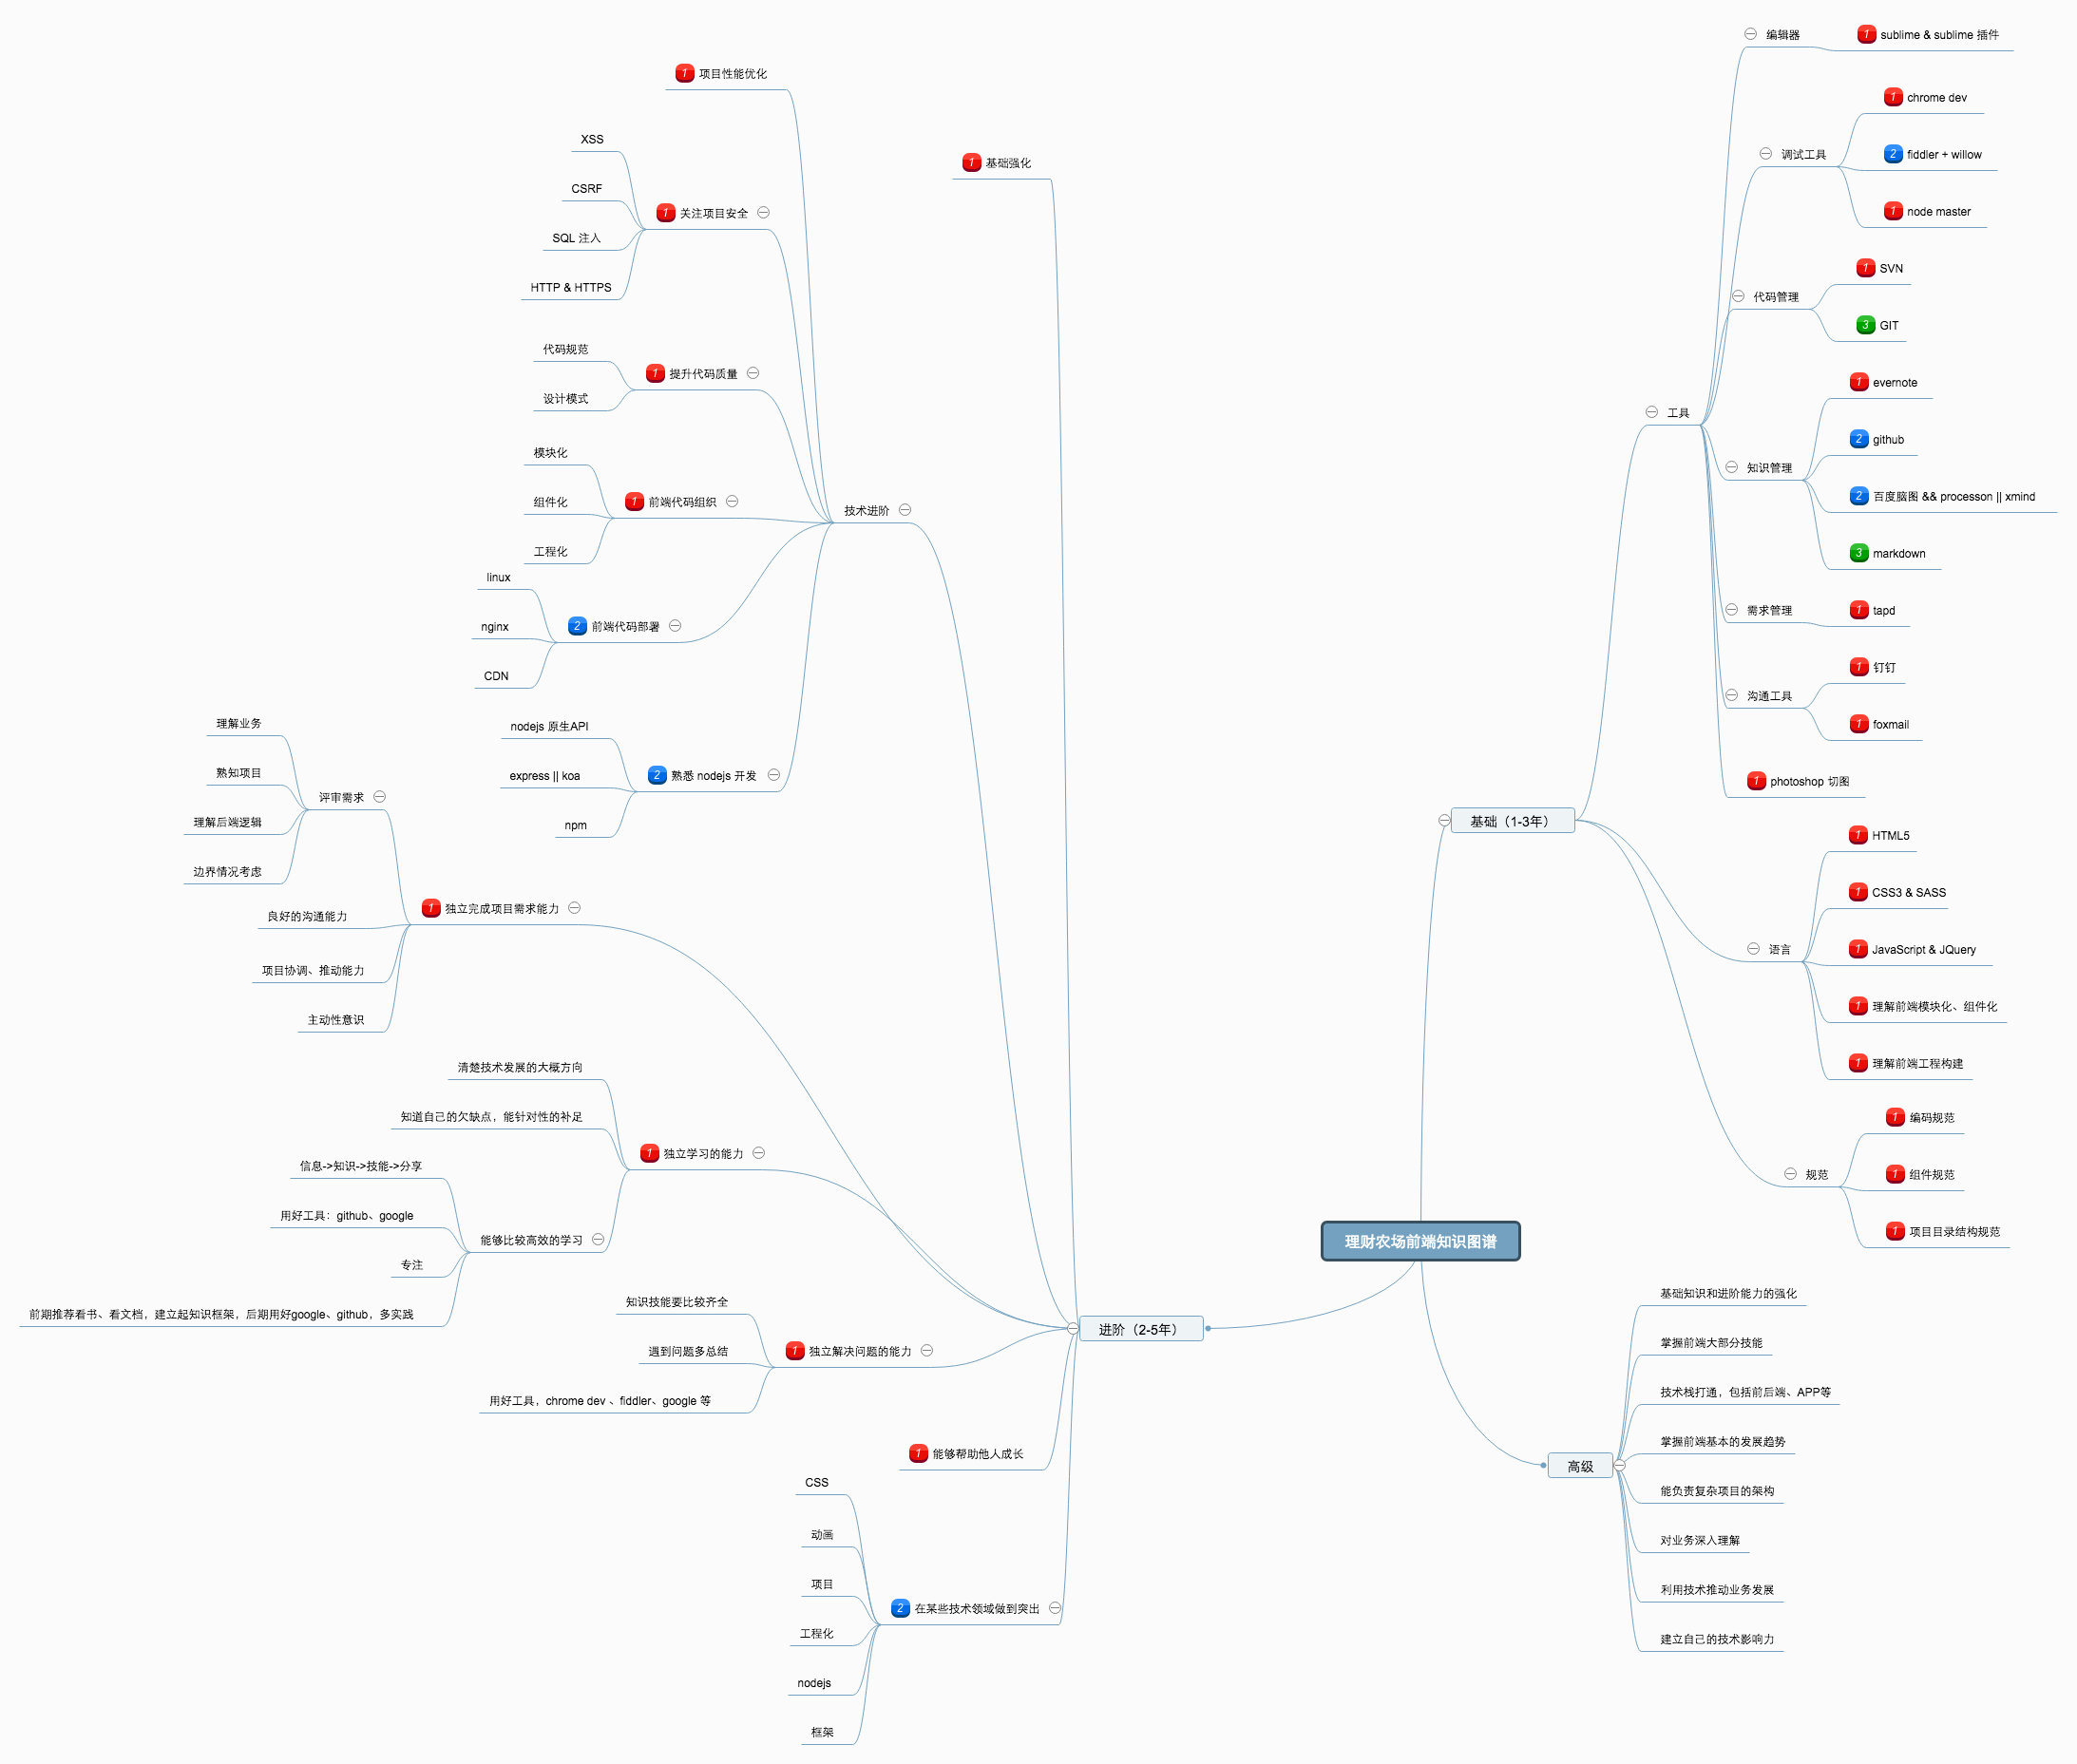 理财农场前端知识图谱
基础（1-3年）
工具
编辑器
1 sublime & sublime 插件
调试工具
1 chrome dev
2 fiddler + willow
1 node master
代码管理
1 SVN
3 GIT
知识管理
1 evernote
2 github
2 百度脑图 && processon || xmind
3 markdown
需求管理
1 tapd
沟通工具
1 钉钉
1 foxmail
1 photoshop 切图
语言
1 HTML5
1 CSS3 & SASS
1 JavaScript & JQuery
1 理解前端模块化、组件化
1 理解前端工程构建
规范
1 编码规范
1 组件规范
1 项目目录结构规范
高级
基础知识和进阶能力的强化
掌握前端大部分技能
技术栈打通，包括前后端、APP等
掌握前端基本的发展趋势
能负责复杂项目的架构
对业务深入理解
利用技术推动业务发展
建立自己的技术影响力
进阶（2-5年）
1 基础强化
技术进阶
1 项目性能优化
1 关注项目安全
XSS
CSRF
SQL 注入
HTTP & HTTPS
1 提升代码质量
代码规范
设计模式
1 前端代码组织
模块化
组件化
工程化
2 前端代码部署
linux
nginx
CDN
2 熟悉 nodejs 开发
nodejs 原生API
express || koa
npm
1 独立完成项目需求能力
评审需求
理解业务
熟知项目
理解后端逻辑
边界情况考虑
良好的沟通能力
项目协调、推动能力
主动性意识
1 独立学习的能力
清楚技术发展的大概方向
知道自己的欠缺点，能针对性的补足
能够比较高效的学习
信息->知识->技能->分享
用好工具：github、google
专注
前期推荐看书、看文档，建立起知识框架，后期用好google、github，多实践
1 独立解决问题的能力
知识技能要比较齐全
遇到问题多总结
用好工具，chrome dev 、fiddler、google 等
1 能够帮助他人成长
2 在某些技术领域做到突出
CSS
动画
项目
工程化
nodejs
框架